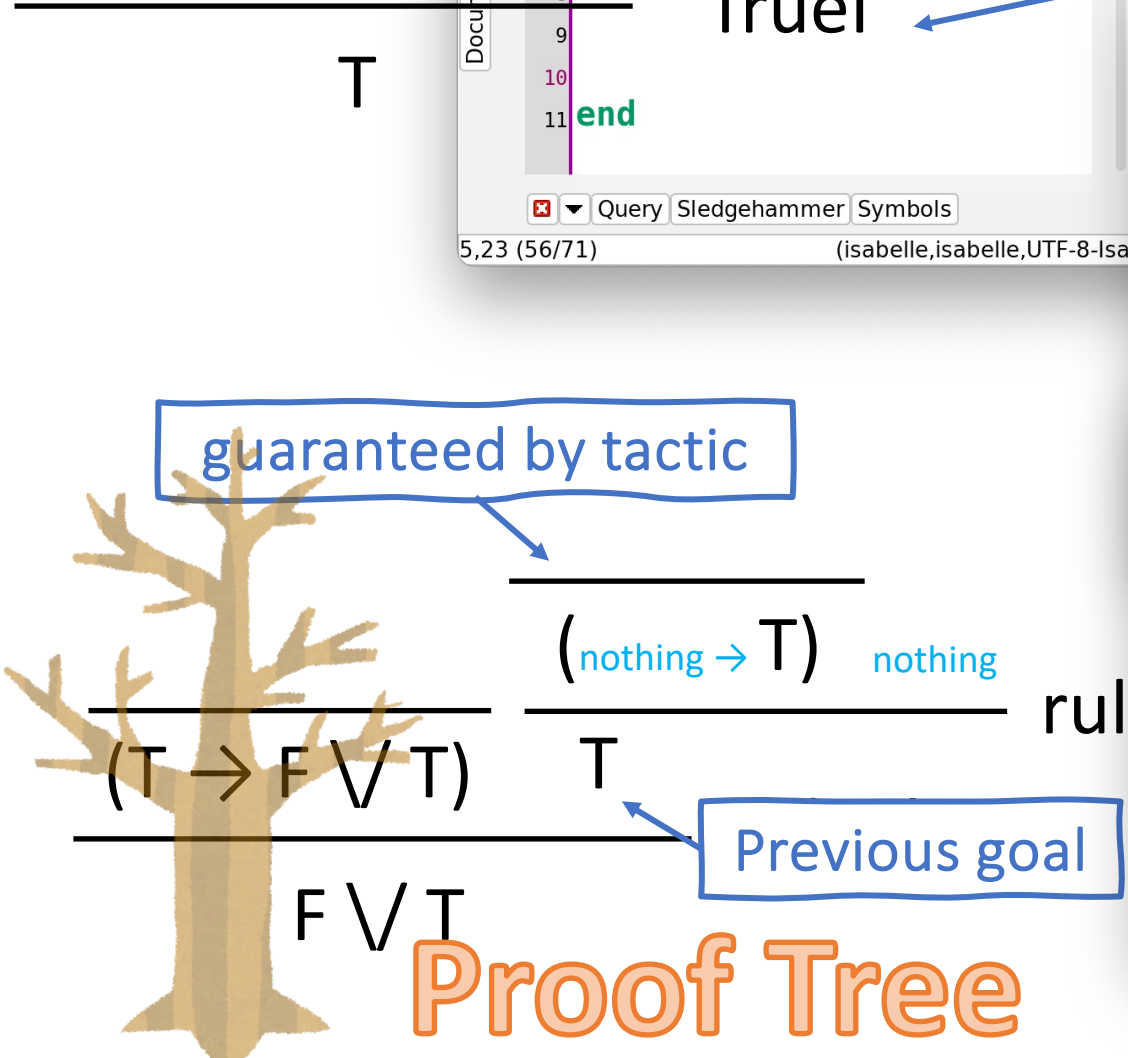 TrueI
Docu
9
T
10
11 end
Query Sledgehammer Symbols
5,23 (56/71) (isabelle,isabelle,UTF-8-Isa
guaranteed by tactic
(nothing → T) nothing
rul
(T → F \/ T) T
Previous goal
F \/ T
Proof Tree